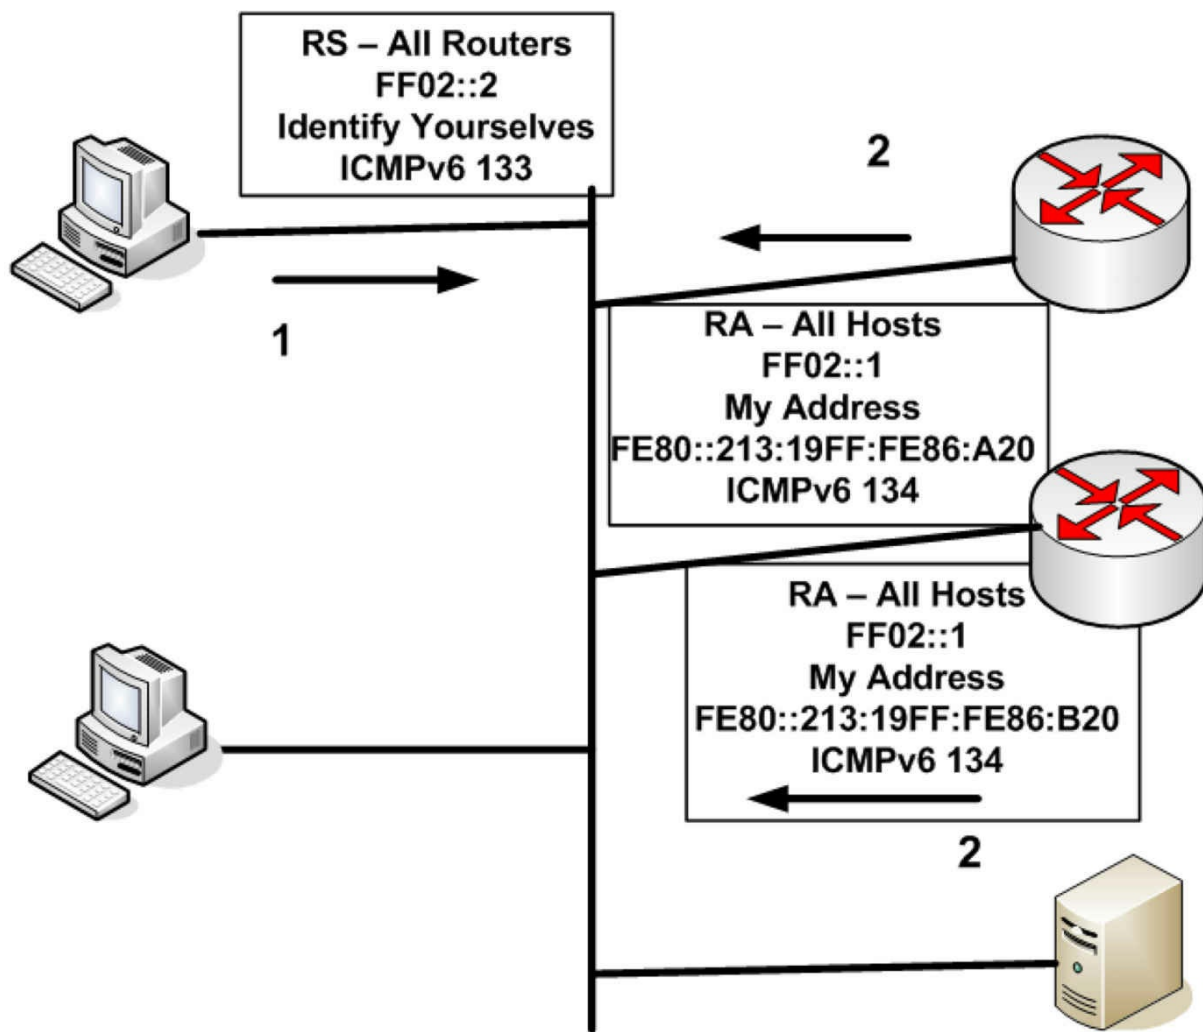 RS – All Routers
FF02::2
Identify Yourselves
ICMPv6 133
2
1
RA – All Hosts
FF02::1
My Address
FE80::213:19FF:FE86:A20
ICMPv6 134
RA – All Hosts
FF02::1
My Address
FE80::213:19FF:FE86:B20
ICMPv6 134
2